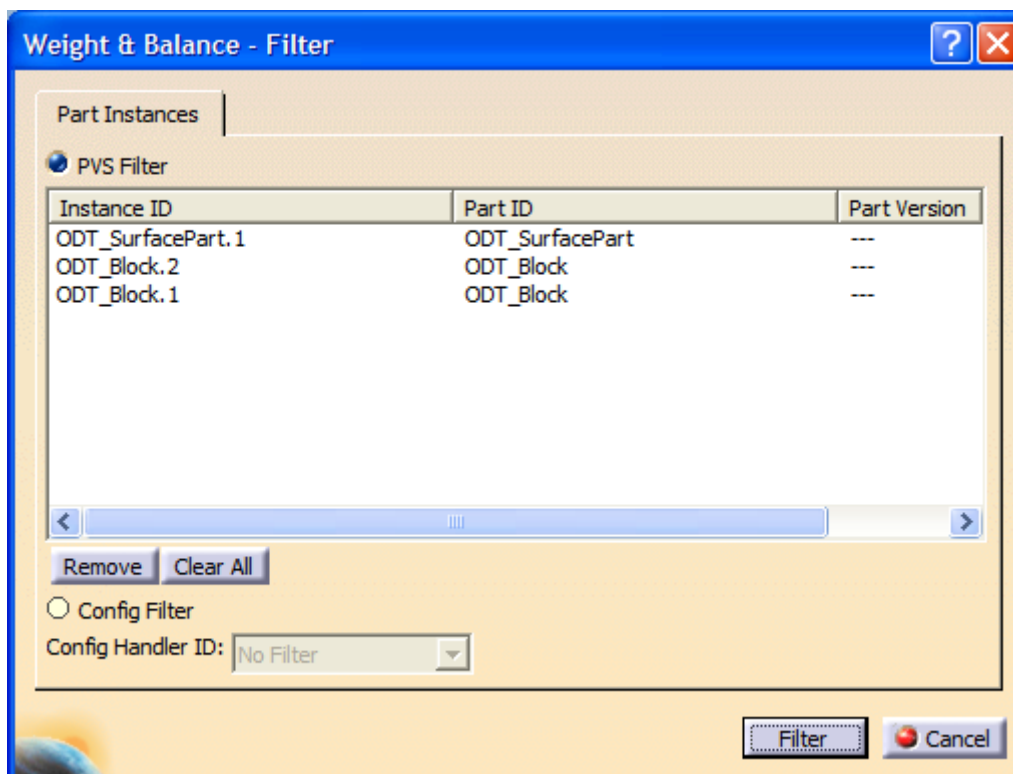 Weight & Balance - Filter
Part Instances
PVS Filter
Instance ID Part ID Part Version
ODT_SurfacePart.1 ODT_SurfacePart ---
ODT_Block.2 ODT_Block ---
ODT_Block.1 ODT_Block ---
Remove Clear All
Config Filter
Config Handler ID: No Filter
Filter Cancel